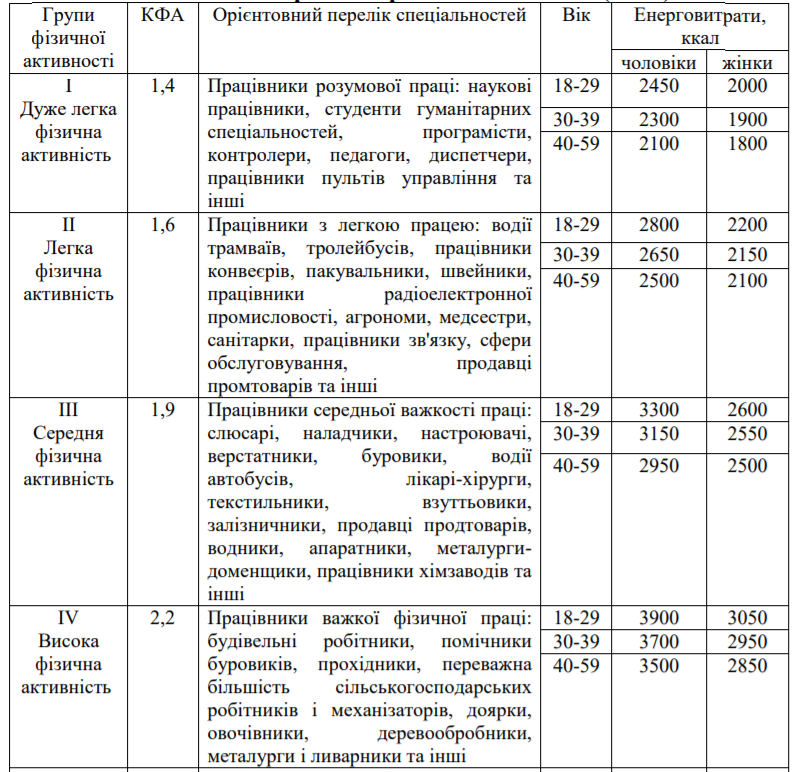 Групи фізичної активності | КФА | Орієнтовний перелік спеціальностей | Вік | Енерговитрати, ккал
чоловіки | жінки
I | 1,4 | Працівники розумової праці: наукові | 18-29 | 2450 | 2000
Дуже легка | працівники, студенти гуманітарних
фізична | спеціальностей, програмісти, | 30-39 | 2300 | 1900
активність | контролери, педагоги, диспетчери, | 40-59 | 2100 | 1800
працівники пультів управління та
інші
II | 1,6 | Працівники з легкою працею: водії | 18-29 | 2800 | 2200
Легка | трамваїв, тролейбусів, працівники | 30-39 | 2650 | 2150
фізична | конвеєрів, пакувальники, швейники,
активність | працівники радіоелектронної | 40-59 | 2500 | 2100
промисловості, агрономи, медсестри,
санітарки, працівники зв'язку, сфери
обслуговування, продавці
промтоварів та інші
III | 1,9 | Працівники середньої важкості праці: | 18-29 | 3300 | 2600
Середня | слюсарі, наладчики, настроювачі, | 30-39 | 3150 | 2550
фізична | верстатники, буровики, водії
активність | автобусів, лікарі-хірурги, | 40-59 | 2950 | 2500
текстильники, взуттьовики,
залізничники, продавці продтоварів,
водники, апаратники, металурги-
доменщики, працівники хімзаводів та
інші
IV | 2,2 | Працівники важкої фізичної праці: | 18-29 | 3900 | 3050
Висока | будівельні робітники, помічники | 30-39 | 3700 | 2950
фізична | буровиків, прохідники, переважна | 40-59 | 3500 | 2850
активність | більшість сільськогосподарських
робітників і механізаторів, доярки,
овочівники, деревообробники,
металурги і ливарники та інші